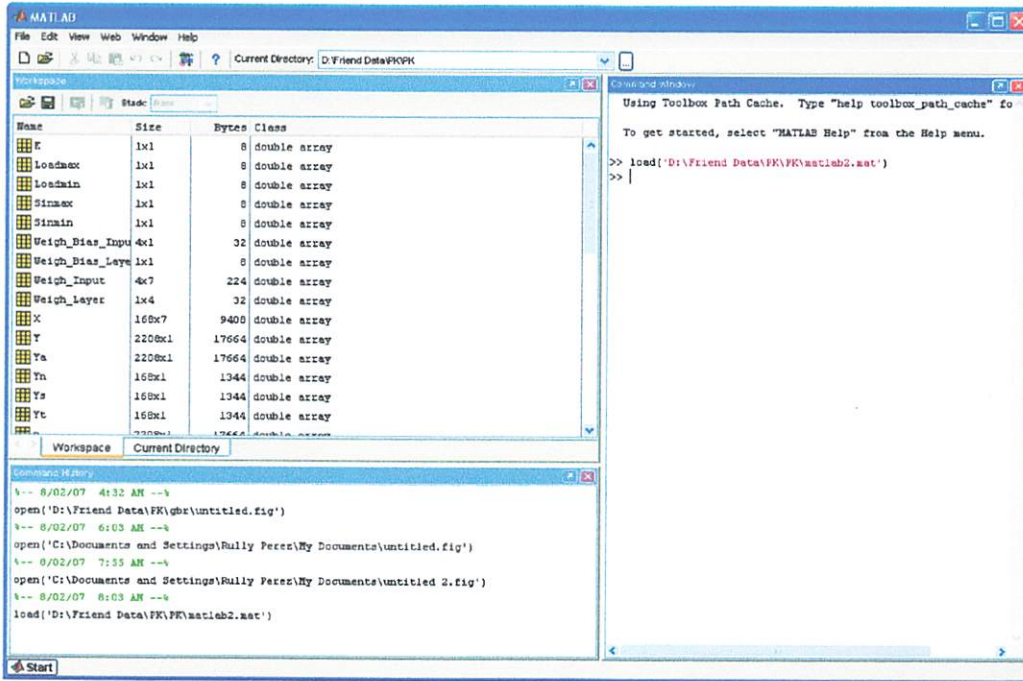 MATLAB
File Edit View Web Window Help
? Current Directory: D:\Friend Data\PK\PK ...
Workspace
Stack:
Name Size Bytes Class
K 1x1 8 double array
Loadmax 1x1 8 double array
Loadmin 1x1 8 double array
Sinmax 1x1 8 double array
Sinmin 1x1 8 double array
Weigh_Bias_Inpu 4x1 32 double array
Weigh_Bias_Laye 1x1 8 double array
Weigh_Input 4x7 224 double array
Weigh_Layer 1x4 32 double array
X 168x7 9408 double array
Y 2208x1 17664 double array
Ya 2208x1 17664 double array
Yn 168x1 1344 double array
Ys 168x1 1344 double array
Yt 168x1 1344 double array
2208x1 17664 double array
Workspace Current Directory
Command History
%-- 8/02/07 4:32 AM --%
open('D:\Friend Data\PK\gbr\untitled.fig')
%-- 8/02/07 6:03 AM --%
open('C:\Documents and Settings\Rully Perez\My Documents\untitled.fig')
%-- 8/02/07 7:35 AM --%
open('C:\Documents and Settings\Rully Perez\My Documents\untitled 2.fig')
%-- 8/02/07 8:03 AM --%
load('D:\Friend Data\PK\PK\matlab2.mat')
Start
Command Window
Using Toolbox Path Cache. Type "help toolbox_path_cache" fo
To get started, select "MATLAB Help" from the Help menu.
>> load('D:\Friend Data\PK\PK\matlab2.mat')
>>